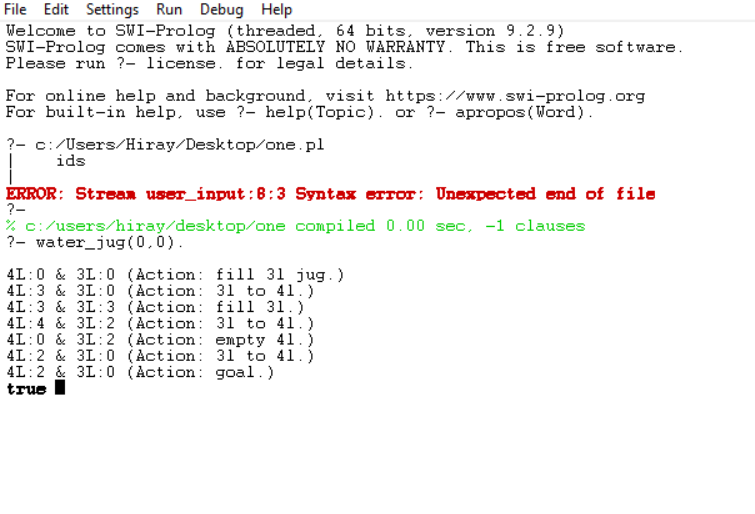 File Edit Settings Run Debug Help
Welcome to SWI-Prolog (threaded, 64 bits, version 9.2.9)
SWI-Prolog comes with ABSOLUTELY NO WARRANTY. This is free software.
Please run ?- license. for legal details.
For online help and background, visit https://www.swi-prolog.org
For built-in help, use ?- help(Topic). or ?- apropos(Word).
?- c:/Users/Hiray/Desktop/one.pl
|    ids
|
ERROR: Stream user_input:8:3 Syntax error: Unexpected end of file
?-
% c:/users/hiray/desktop/one compiled 0.00 sec, -1 clauses
?- water_jug(0,0).
4L:0 & 3L:0 (Action: fill 3l jug.)
4L:3 & 3L:0 (Action: 3l to 4l.)
4L:3 & 3L:3 (Action: fill 3l.)
4L:4 & 3L:2 (Action: 3l to 4l.)
4L:0 & 3L:2 (Action: empty 4l.)
4L:2 & 3L:0 (Action: 3l to 4l.)
4L:2 & 3L:0 (Action: goal.)
true